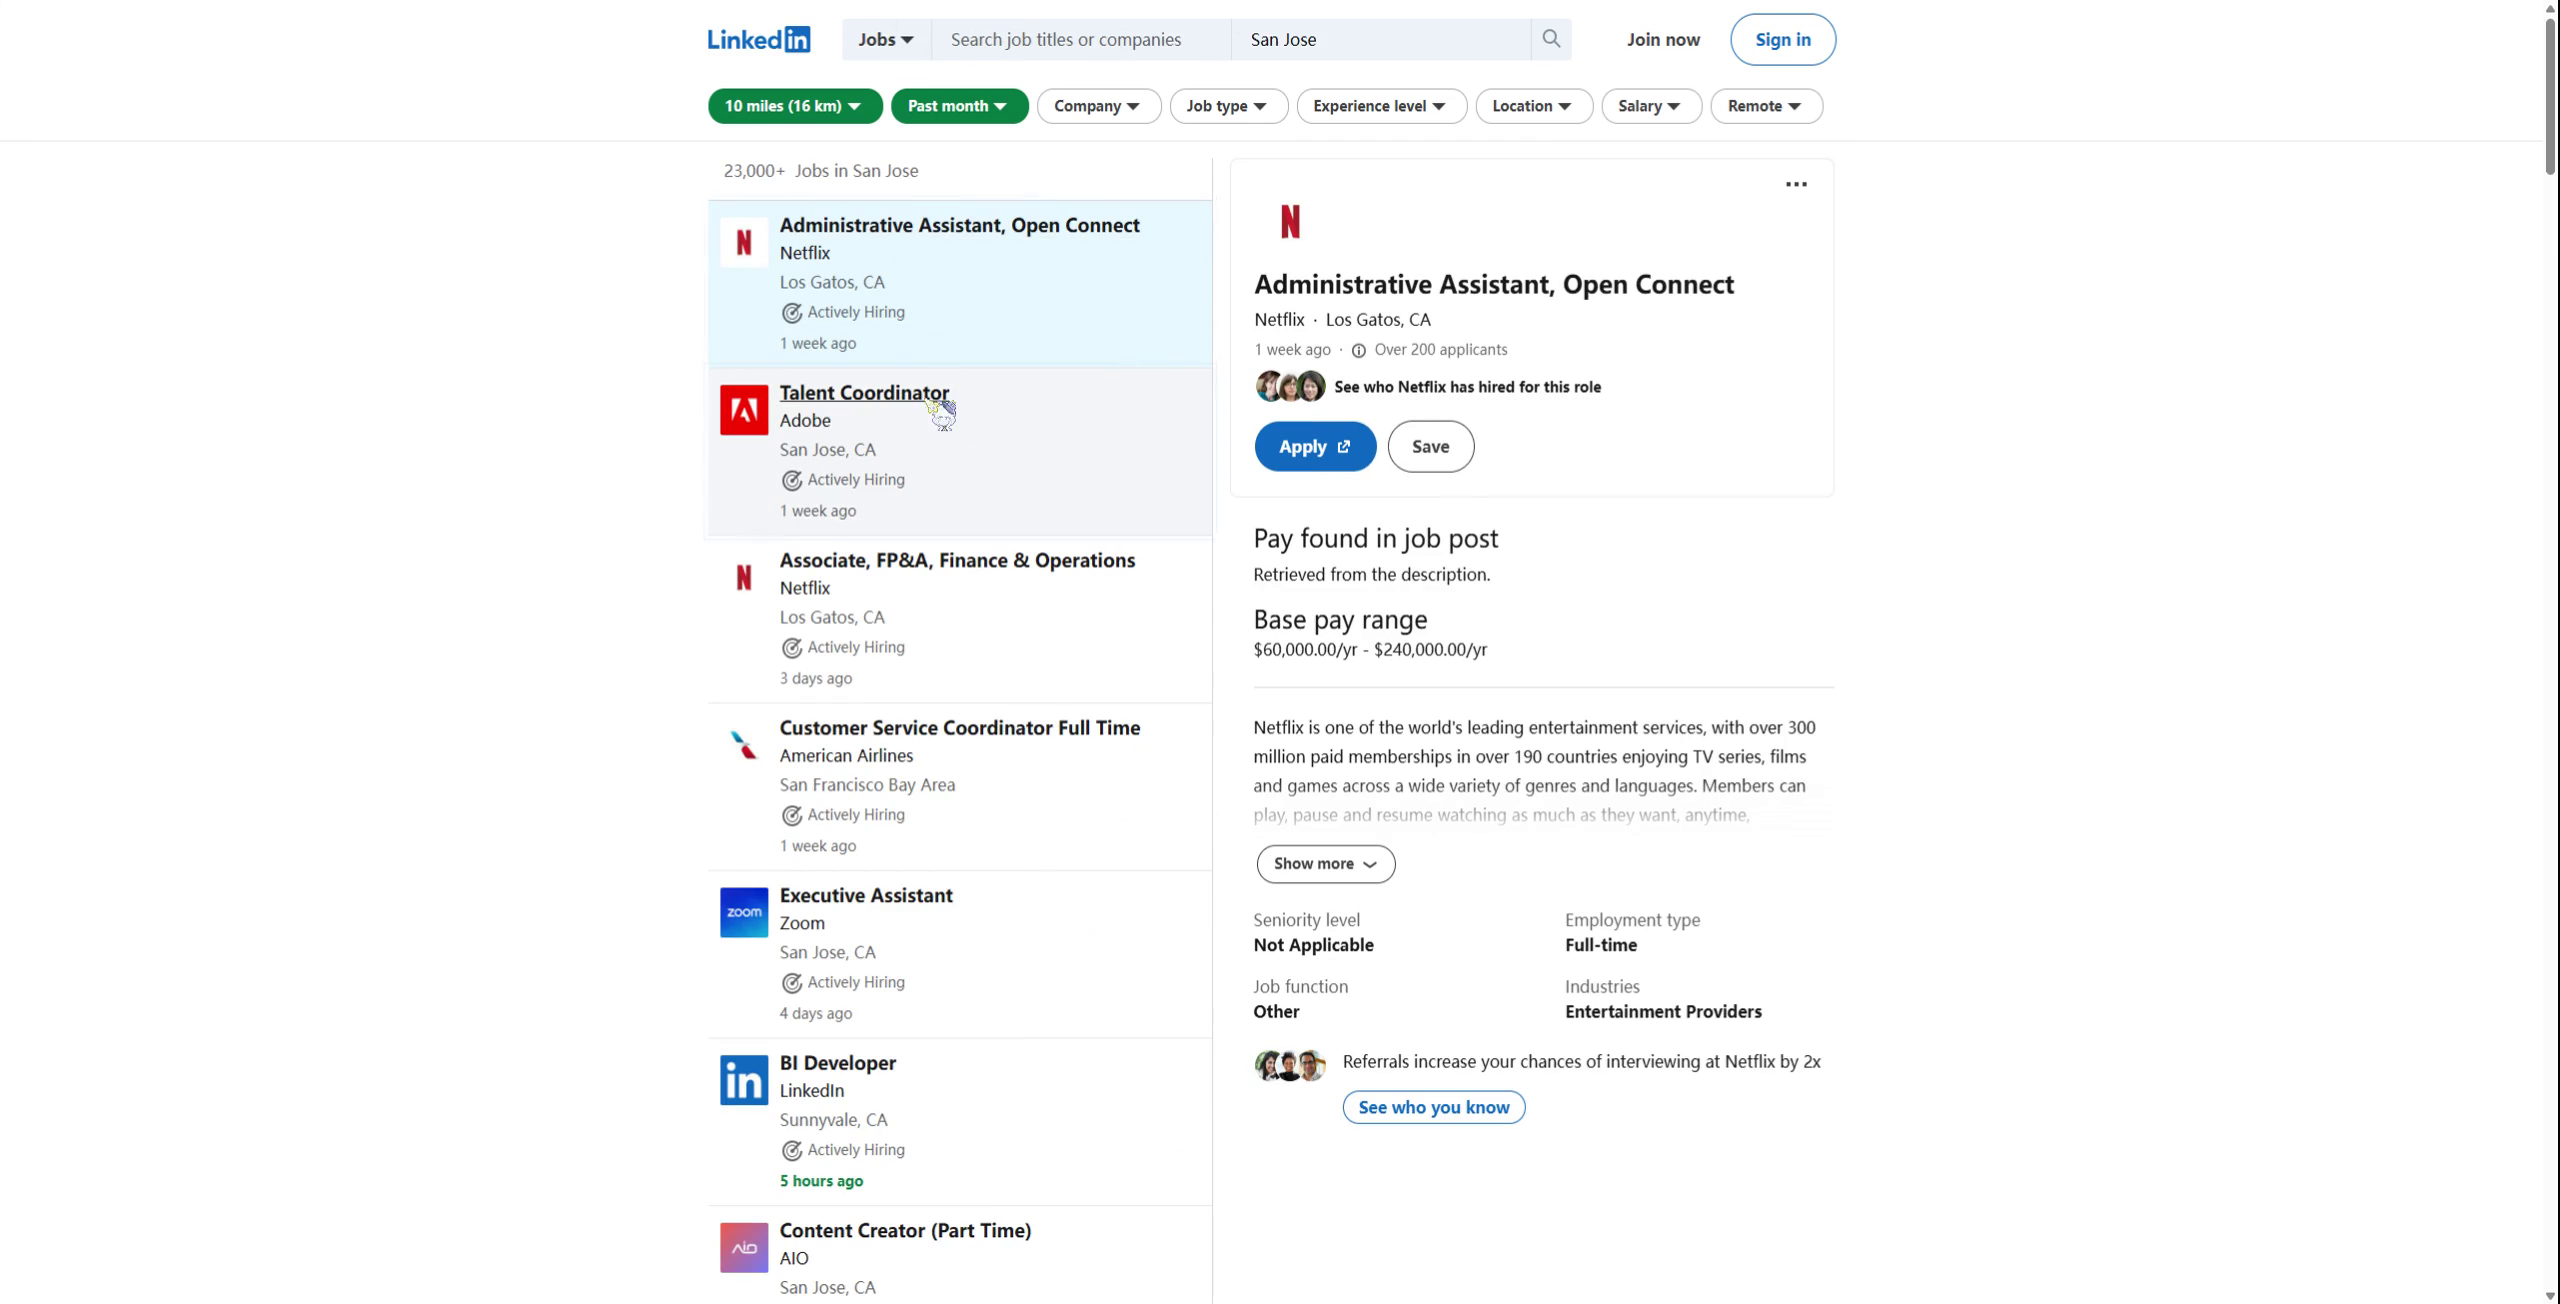 LinkedIn
Jobs
Search job titles or companies
San Jose
Join now
Sign in
10 miles (16 km)
Past month
Company
Job type
Experience level
Location
Salary
Remote
23,000+ Jobs in San Jose
N
Administrative Assistant, Open Connect
Netflix
Los Gatos, CA
Actively Hiring
1 week ago
Talent Coordinator
Adobe
San Jose, CA
Actively Hiring
1 week ago
N
Associate, FP&A, Finance & Operations
Netflix
Los Gatos, CA
Actively Hiring
3 days ago
Customer Service Coordinator Full Time
American Airlines
San Francisco Bay Area
Actively Hiring
1 week ago
zoom
Executive Assistant
Zoom
San Jose, CA
Actively Hiring
4 days ago
in
BI Developer
LinkedIn
Sunnyvale, CA
Actively Hiring
5 hours ago
AIO
Content Creator (Part Time)
AIO
San Jose, CA
N
Administrative Assistant, Open Connect
Netflix · Los Gatos, CA
1 week ago · Over 200 applicants
See who Netflix has hired for this role
Apply
Save
Pay found in job post
Retrieved from the description.
Base pay range
$60,000.00/yr - $240,000.00/yr
Netflix is one of the world's leading entertainment services, with over 300
million paid memberships in over 190 countries enjoying TV series, films
and games across a wide variety of genres and languages. Members can
play, pause and resume watching as much as they want, anytime,
Show more
Seniority level
Not Applicable
Employment type
Full-time
Job function
Other
Industries
Entertainment Providers
Referrals increase your chances of interviewing at Netflix by 2x
See who you know